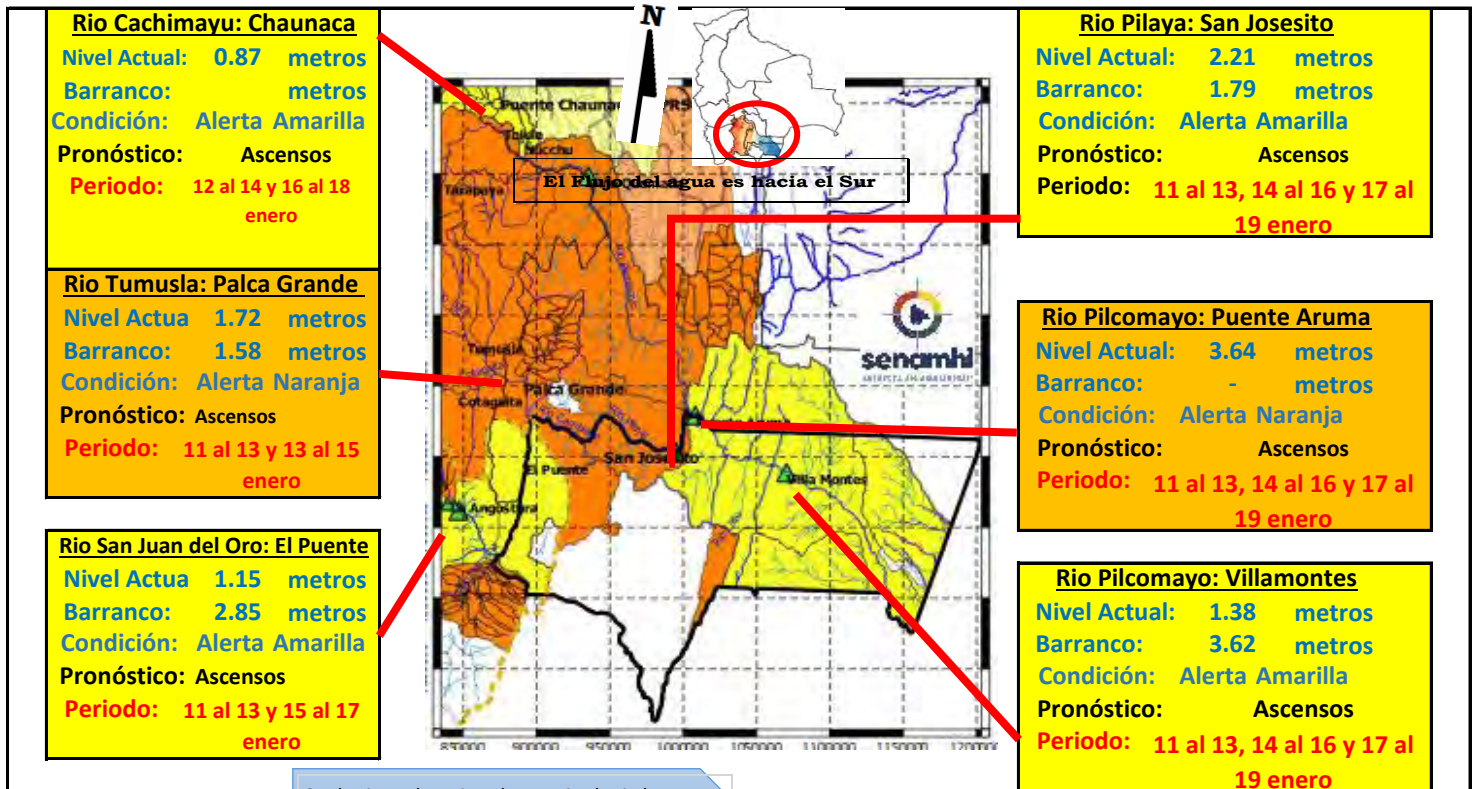 Rio Cachimayu: Chaunaca
Nivel Actual: 0.87 metros
Barranco: metros
Condición: Alerta Amarilla
Pronóstico: Ascensos
Periodo: 12 al 14 y 16 al 18
enero
Rio Tumusla: Palca Grande
Nivel Actua 1.72 metros
Barranco: 1.58 metros
Condición: Alerta Naranja
Pronóstico: Ascensos
Periodo: 11 al 13 y 13 al 15
enero
Rio San Juan del Oro: El Puente
Nivel Actua 1.15 metros
Barranco: 2.85 metros
Condición: Alerta Amarilla
Pronóstico: Ascensos
Periodo: 11 al 13 y 15 al 17
enero
N
Puente Chauna
El Flujo del agua es hacia el Sur
Tarapaya
Tumusla
Palca Grande
Cotagaita
San Jose
El Puente
Villa Montes
Angostura
senamhi
850000 900000 950000 1000000 1050000 1100000 1150000
Rio Pilaya: San Josesito
Nivel Actual: 2.21 metros
Barranco: 1.79 metros
Condición: Alerta Amarilla
Pronóstico: Ascensos
Periodo: 11 al 13, 14 al 16 y 17 al
19 enero
Rio Pilcomayo: Puente Aruma
Nivel Actual: 3.64 metros
Barranco: - metros
Condición: Alerta Naranja
Pronóstico: Ascensos
Periodo: 11 al 13, 14 al 16 y 17 al
19 enero
Rio Pilcomayo: Villamontes
Nivel Actual: 1.38 metros
Barranco: 3.62 metros
Condición: Alerta Amarilla
Pronóstico: Ascensos
Periodo: 11 al 13, 14 al 16 y 17 al
19 enero